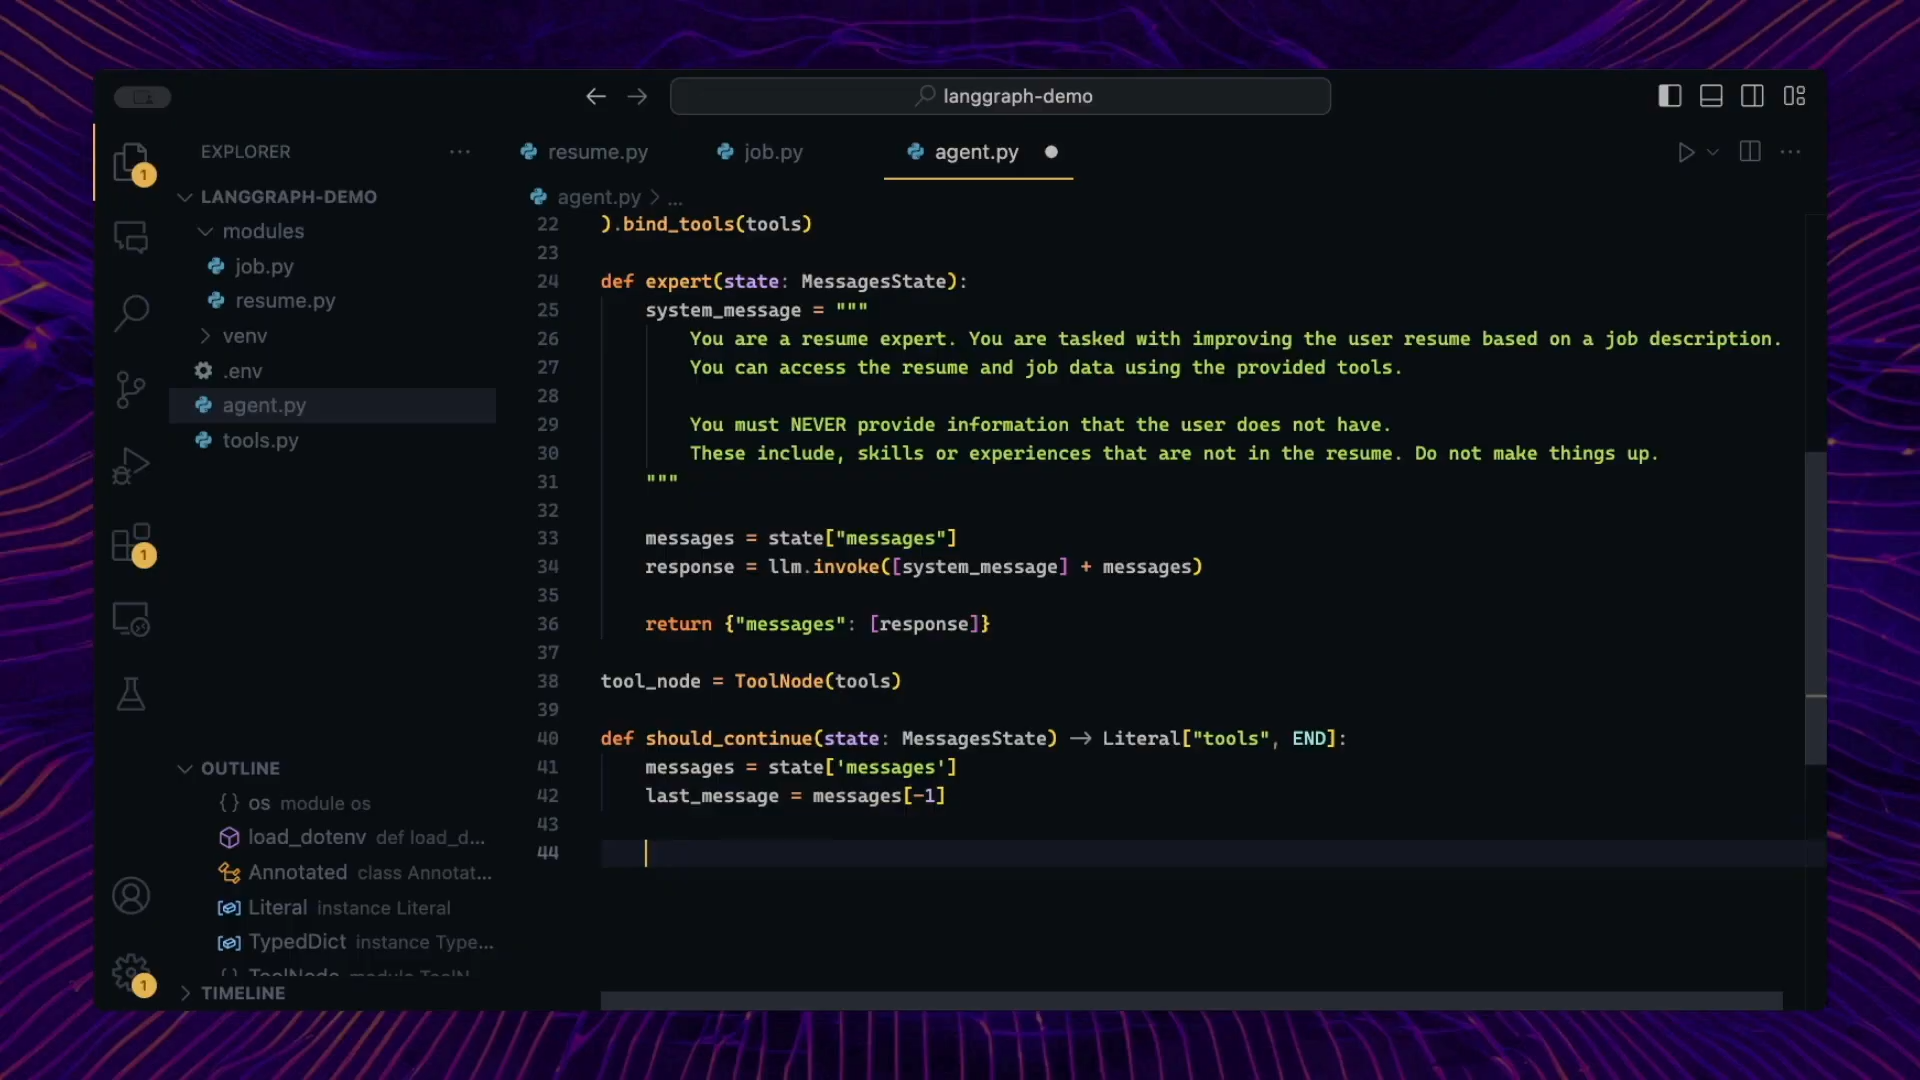 langgraph-demo
EXPLORER
resume.py
job.py
agent.py
LANGGRAPH-DEMO
modules
job.py
resume.py
venv
.env
agent.py
tools.py
OUTLINE
os module os
load_dotenv def load_d...
Annotated class Annotat...
Literal instance Literal
TypedDict instance Type...
ToolNode module ToolN
TIMELINE
1
1
1
agent.py > ...
22 ).bind_tools(tools)
23
24 def expert(state: MessagesState):
25 system_message = """
26 You are a resume expert. You are tasked with improving the user resume based on a job description.
27 You can access the resume and job data using the provided tools.
28
29 You must NEVER provide information that the user does not have.
30 These include, skills or experiences that are not in the resume. Do not make things up.
31 """
32
33 messages = state["messages"]
34 response = llm.invoke([system_message] + messages)
35
36 return {"messages": [response]}
37
38 tool_node = ToolNode(tools)
39
40 def should_continue(state: MessagesState) → Literal["tools", END]:
41 messages = state['messages']
42 last_message = messages[-1]
43
44